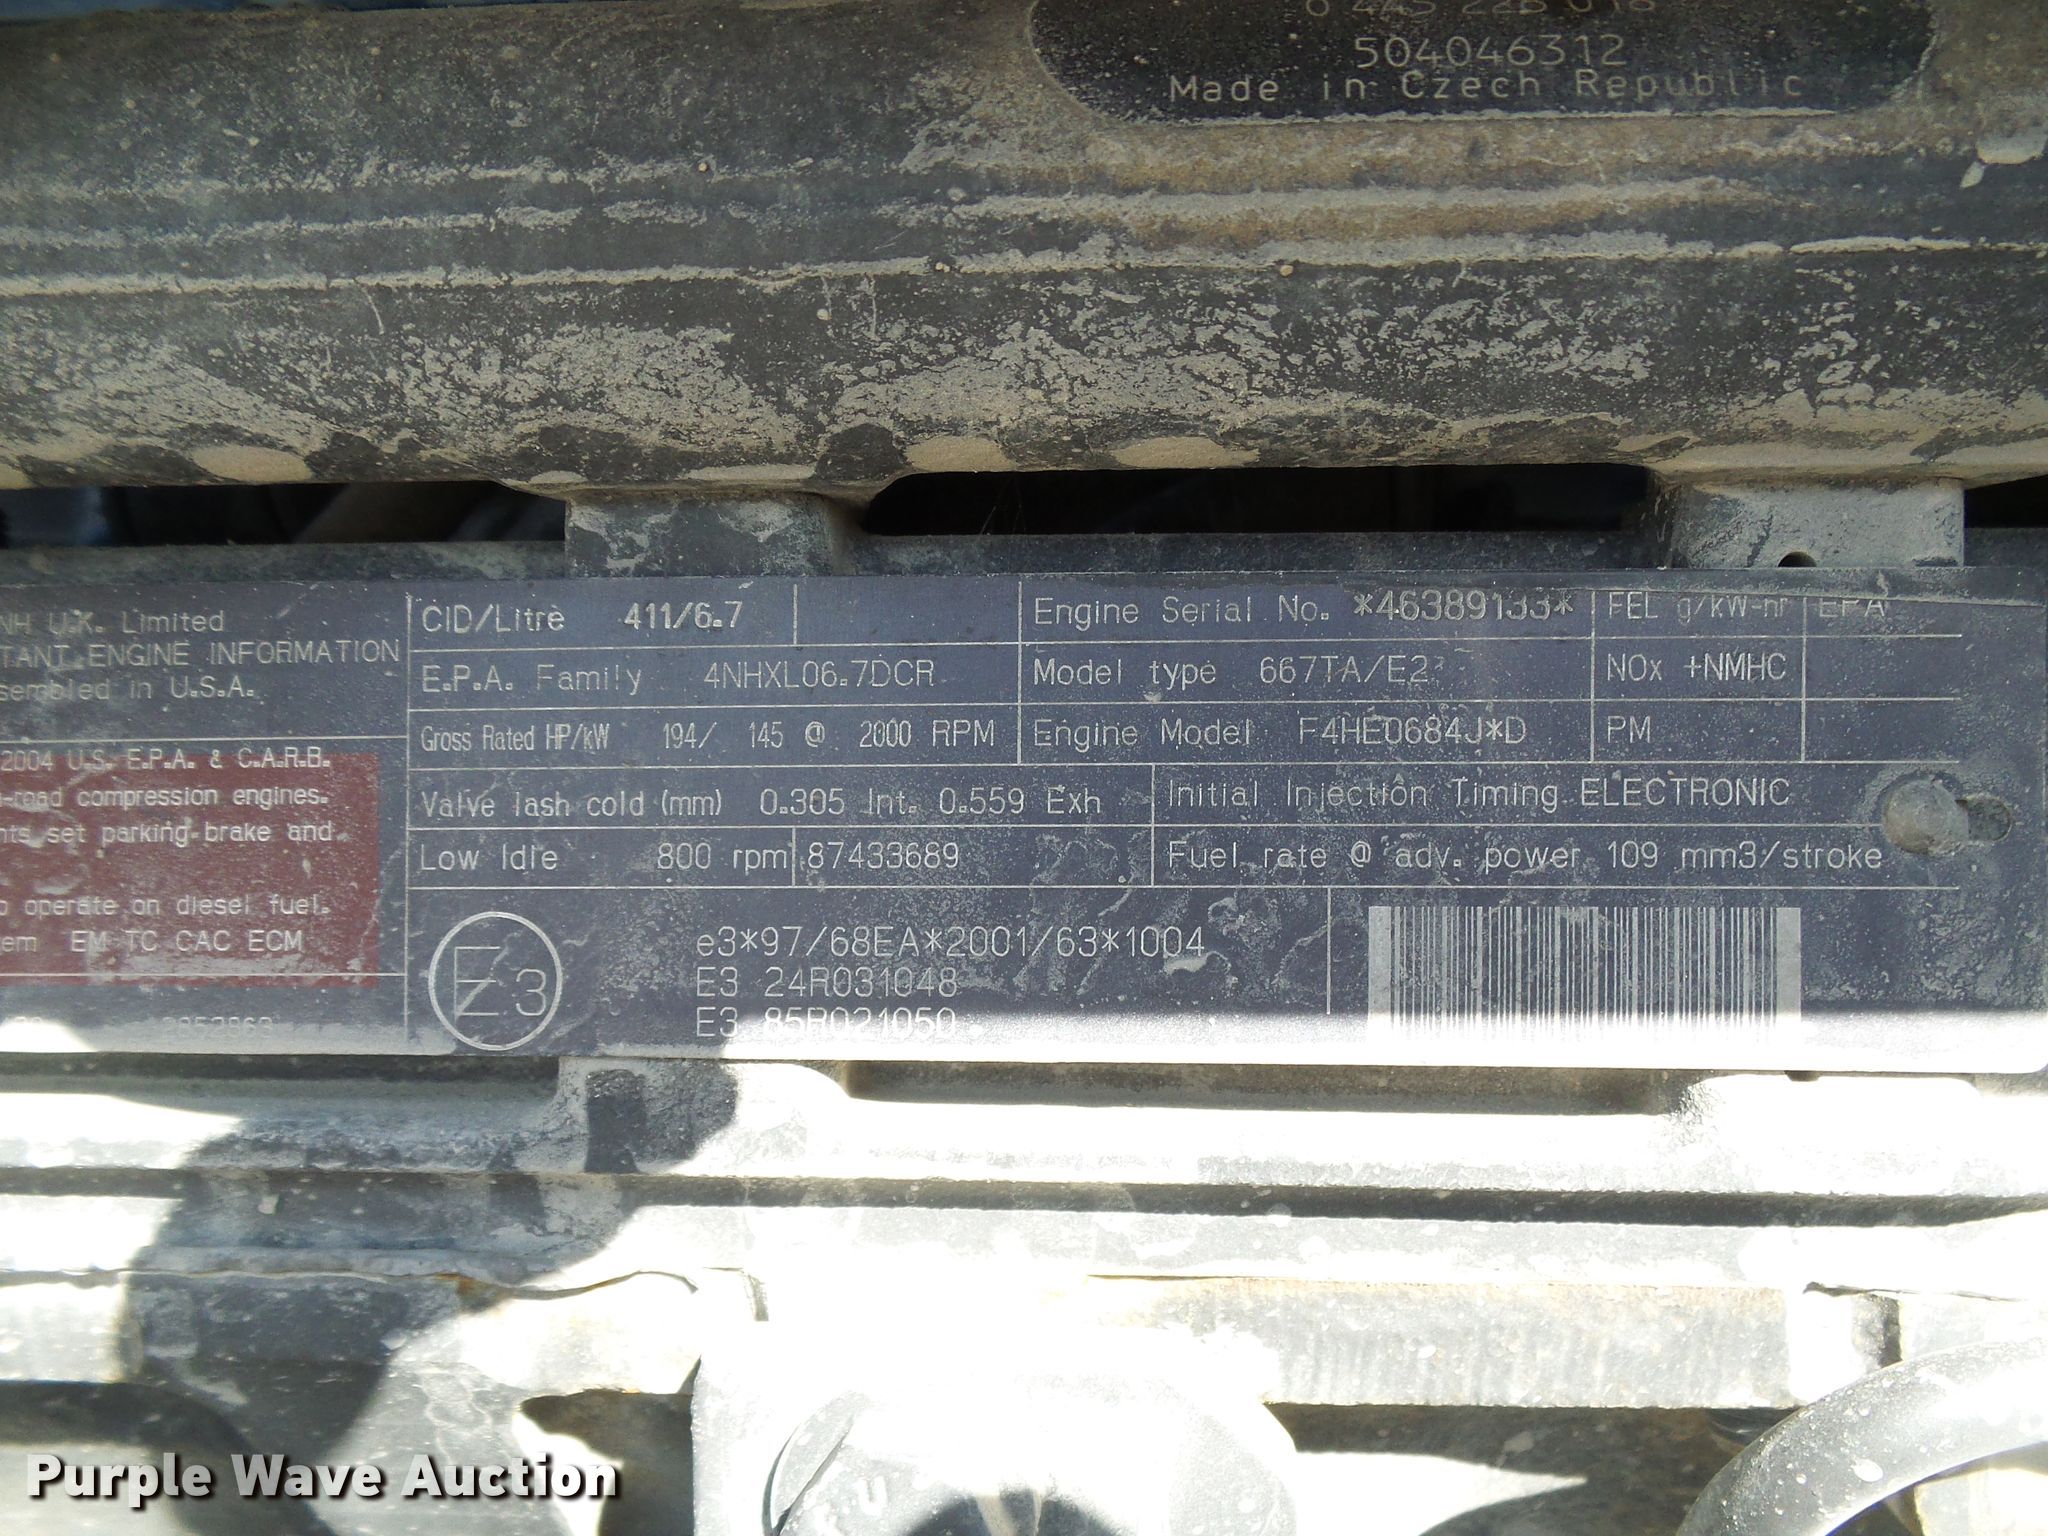 504046312
Made in Czech Republic
NH U.K. Limited
TANT ENGINE INFORMATION
sembled in U.S.A.
2004 U.S. E.P.A. & C.A.R.B.
-road compression engines.
nts set parking brake and
o operate on diesel fuel.
tem EM TC CAC ECM
CID/Litre 411/6.7
E.P.A. Family 4NHXL06.7DCR
Gross Rated HP/kW 194/ 145 @ 2000 RPM
Valve lash cold (mm) 0.305 Int. 0.559 Exh
Low Idle 800 rpm 87433689
Engine Serial No. *46389133*
Model type 667TA/E2
Engine Model F4HE0684J*D
Initial Injection Timing ELECTRONIC
Fuel rate @ adv. power 109 mm3/stroke
FEL g/kW-hr EPA
NOx +NMHC
PM
E3
e3*97/68EA*2001/63*1004
E3 24R031048
E3 85R021050
Purple Wave Auction